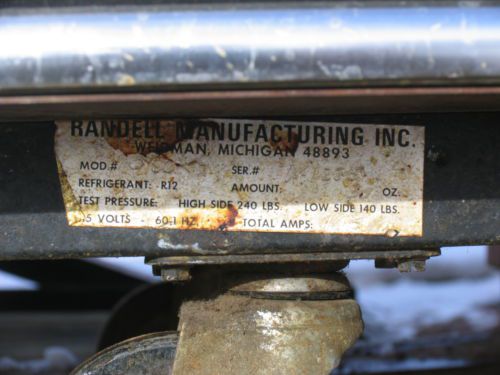 RANDELL MANUFACTURING INC.
WEIDMAN, MICHIGAN 48893
MOD.# SER.#
REFRIGERANT: R12 AMOUNT: OZ.
TEST PRESSURE: HIGH SIDE 240 LBS. LOW SIDE 140 LBS.
15 VOLTS - 60,1 HZ. - TOTAL AMPS: